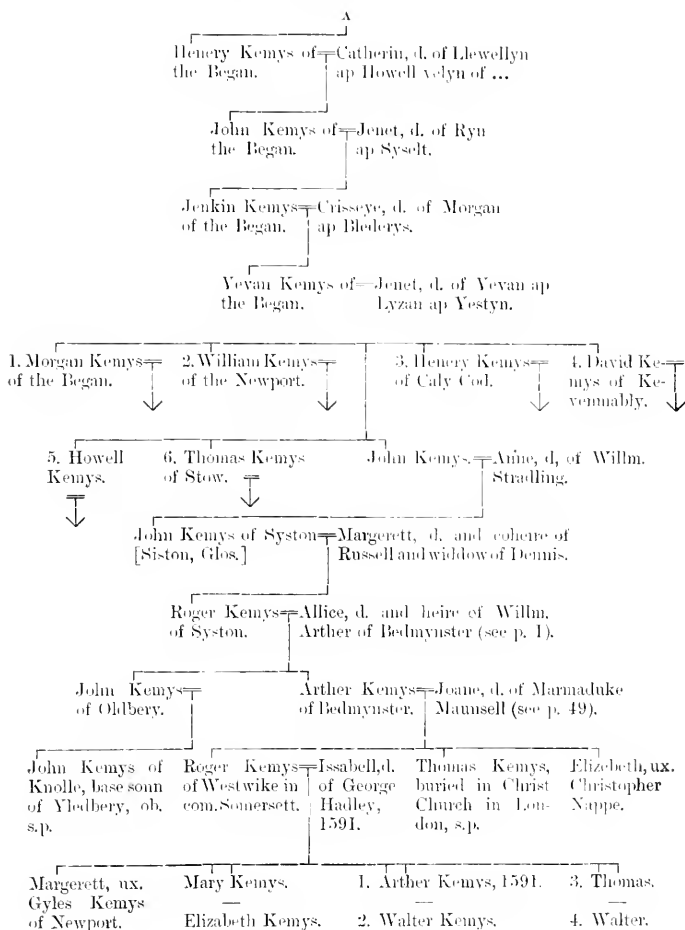 A
Henery Kemys of Catherin, d. of Llewellyn
the Began. ap Howell velyn of ...
John Kemys of Jenet, d. of Ryn
the Began. ap Syselt.
Jenkin Kemys Crisseye, d. of Morgan
of the Began. ap Blederys.
Yevan Kemys of Jenet, d. of Yevan ap
the Began. Lyzan ap Yestyn.
1. Morgan Kemys 2. William Kemys 3. Henery Kemys 4. David Ke-
of the Began. of the Newport. of Caly Cod. mys of Ke-
vennably.
5. Howell 6. Thomas Kemys John Kemys. Anne, d, of Willm.
Kemys. of Stow. Stradling.
John Kemys of Syston Margerett, d. and coheire of
[Siston, Glos.] Russell and widdow of Dennis.
Roger Kemys Allice, d. and heire of Willm.
of Syston. Arther of Bedmynster (see p. 1).
John Kemys Arther Kemys Joane, d. of Marmaduke
of Oldbery. of Bedmynster. Maunsell (see p. 49).
John Kemys of Roger Kemys Issabell, d. Thomas Kemys, Elizebeth, ux.
Knolle, base sonn of Westwike in of George buried in Christ Christopher
of Yledbery, ob. com. Somersett. Hadley, Church in Lon- Nappe.
s.p. 1591. don, s.p.
Margerett, ux. Mary Kemys. 1. Arther Kemys, 1591. 3. Thomas.
Gyles Kemys — — —
of Newport. Elizabeth Kemys. 2. Walter Kemys. 4. Walter.